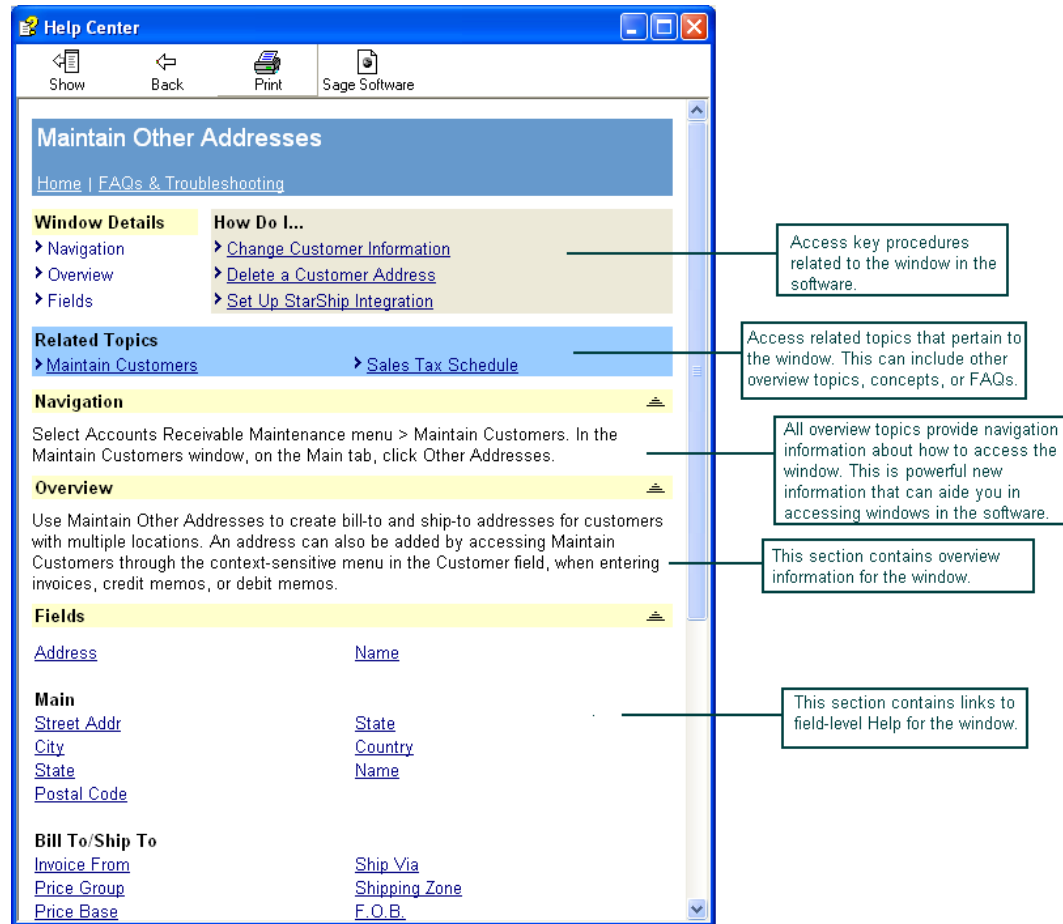 Help Center
Show
Back
Print
Sage Software
Maintain Other Addresses
Home | FAQs & Troubleshooting
Window Details
Navigation
Overview
Fields
How Do I...
Change Customer Information
Delete a Customer Address
Set Up StarShip Integration
Related Topics
Maintain Customers
Sales Tax Schedule
Navigation
Select Accounts Receivable Maintenance menu > Maintain Customers. In the
Maintain Customers window, on the Main tab, click Other Addresses.
Overview
Use Maintain Other Addresses to create bill-to and ship-to addresses for customers
with multiple locations. An address can also be added by accessing Maintain
Customers through the context-sensitive menu in the Customer field, when entering
invoices, credit memos, or debit memos.
Fields
Address
Name
Main
Street Addr
State
City
Country
State
Name
Postal Code
Bill To/Ship To
Invoice From
Ship Via
Price Group
Shipping Zone
Price Base
F.O.B.
Access key procedures
related to the window in the
software.
Access related topics that pertain to
the window. This can include other
overview topics, concepts, or FAQs.
All overview topics provide navigation
information about how to access the
window. This is powerful new
information that can aide you in
accessing windows in the software.
This section contains overview
information for the window.
This section contains links to
field-level Help for the window.